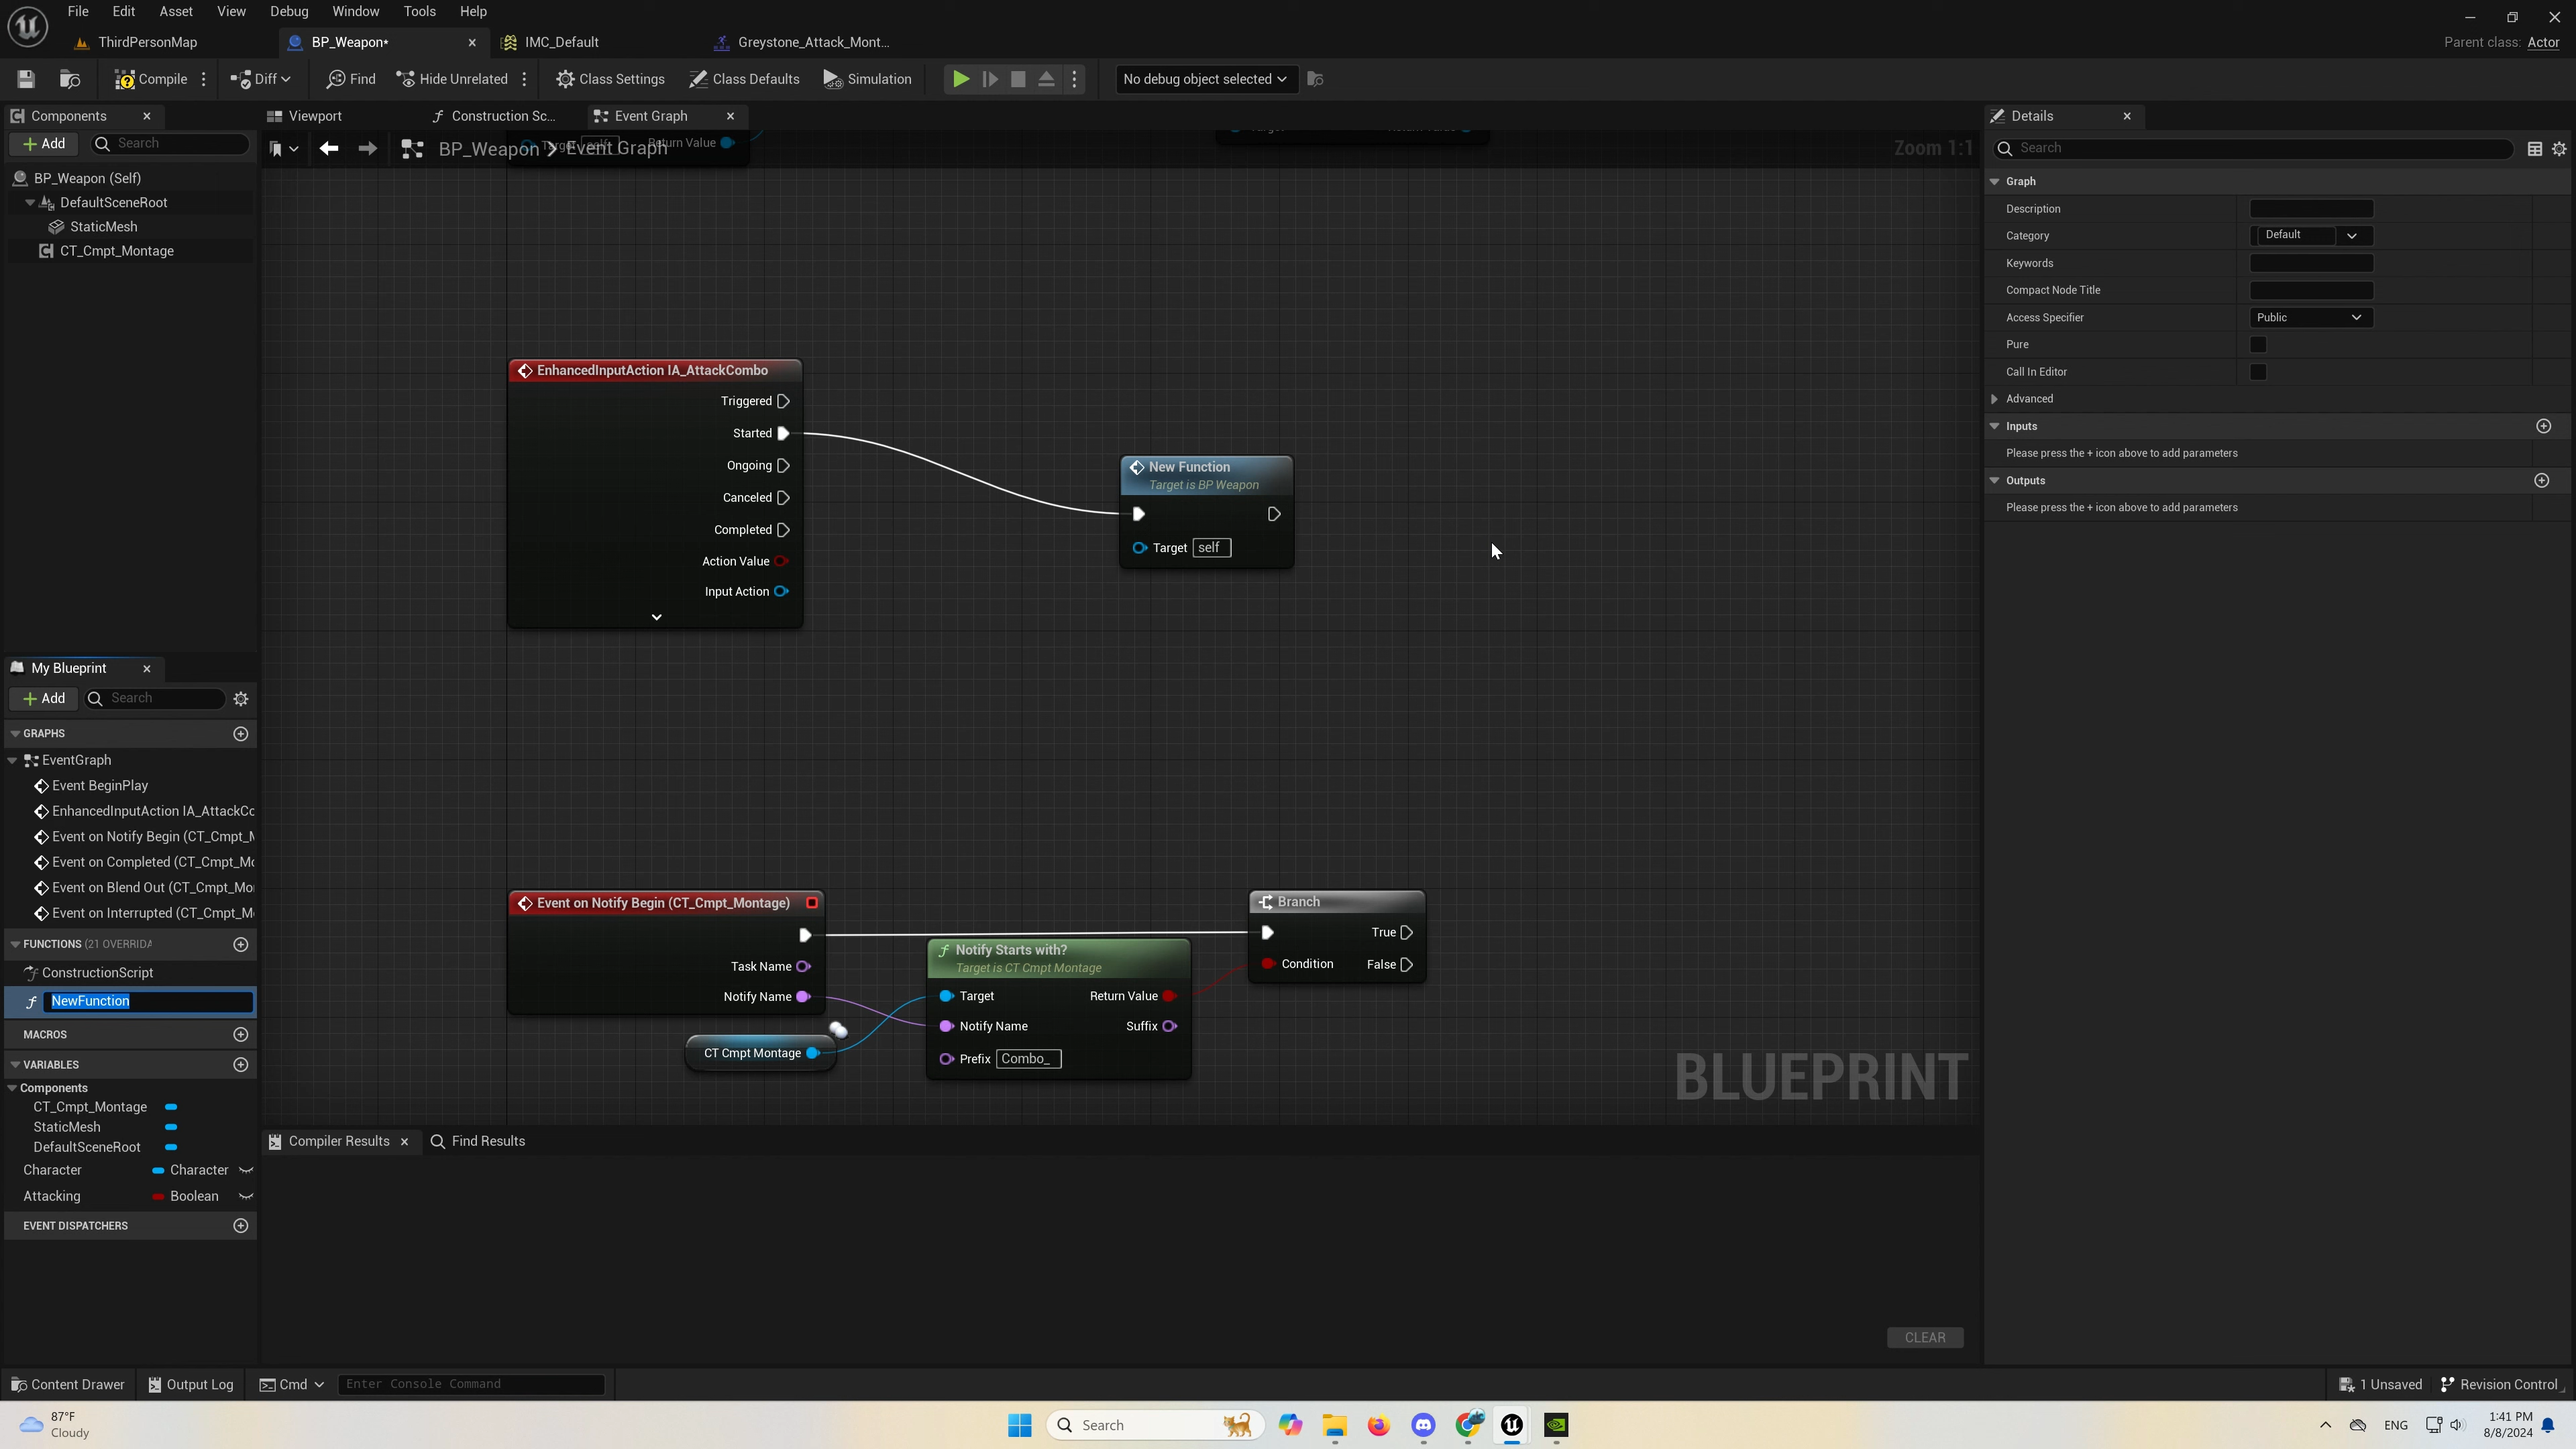 File Edit Asset View Debug Window Tools Help
ThirdPersonMap BP_Weapon* IMC_Default Greystone_Attack_Mont... Parent class: Actor
Compile Diff Find Hide Unrelated Class Settings Class Defaults Simulation No debug object selected
Components Viewport Construction Sc... Event Graph Details
Add Search BP_Weapon > Event Graph Zoom 1:1 Search
Target self Return Value
BP_Weapon (Self)
DefaultSceneRoot
StaticMesh
CT_Cmpt_Montage
Graph
Description
Category Default
Keywords
Compact Node Title
Access Specifier Public
Pure
Call In Editor
Advanced
Inputs
Please press the + icon above to add parameters
Outputs
Please press the + icon above to add parameters
EnhancedInputAction IA_AttackCombo
Triggered
Started
Ongoing
Canceled
Completed
Action Value
Input Action
New Function
Target is BP Weapon
Target self
My Blueprint
Add Search
GRAPHS
EventGraph
Event BeginPlay
EnhancedInputAction IA_AttackCo
Event on Notify Begin (CT_Cmpt_M
Event on Completed (CT_Cmpt_Mo
Event on Blend Out (CT_Cmpt_Mo
Event on Interrupted (CT_Cmpt_M
FUNCTIONS (21 OVERRIDA
ConstructionScript
NewFunction
MACROS
VARIABLES
Components
CT_Cmpt_Montage
StaticMesh
DefaultSceneRoot
Character Character
Attacking Boolean
EVENT DISPATCHERS
Event on Notify Begin (CT_Cmpt_Montage)
Task Name
Notify Name
CT Cmpt Montage
Notify Starts with?
Target is CT Cmpt Montage
Target Return Value
Notify Name Suffix
Prefix Combo_
Branch
True
Condition False
BLUEPRINT
Compiler Results Find Results
CLEAR
Content Drawer Output Log Cmd Enter Console Command 1 Unsaved Revision Control
87°F
Cloudy
Search
ENG
1:41 PM
8/8/2024